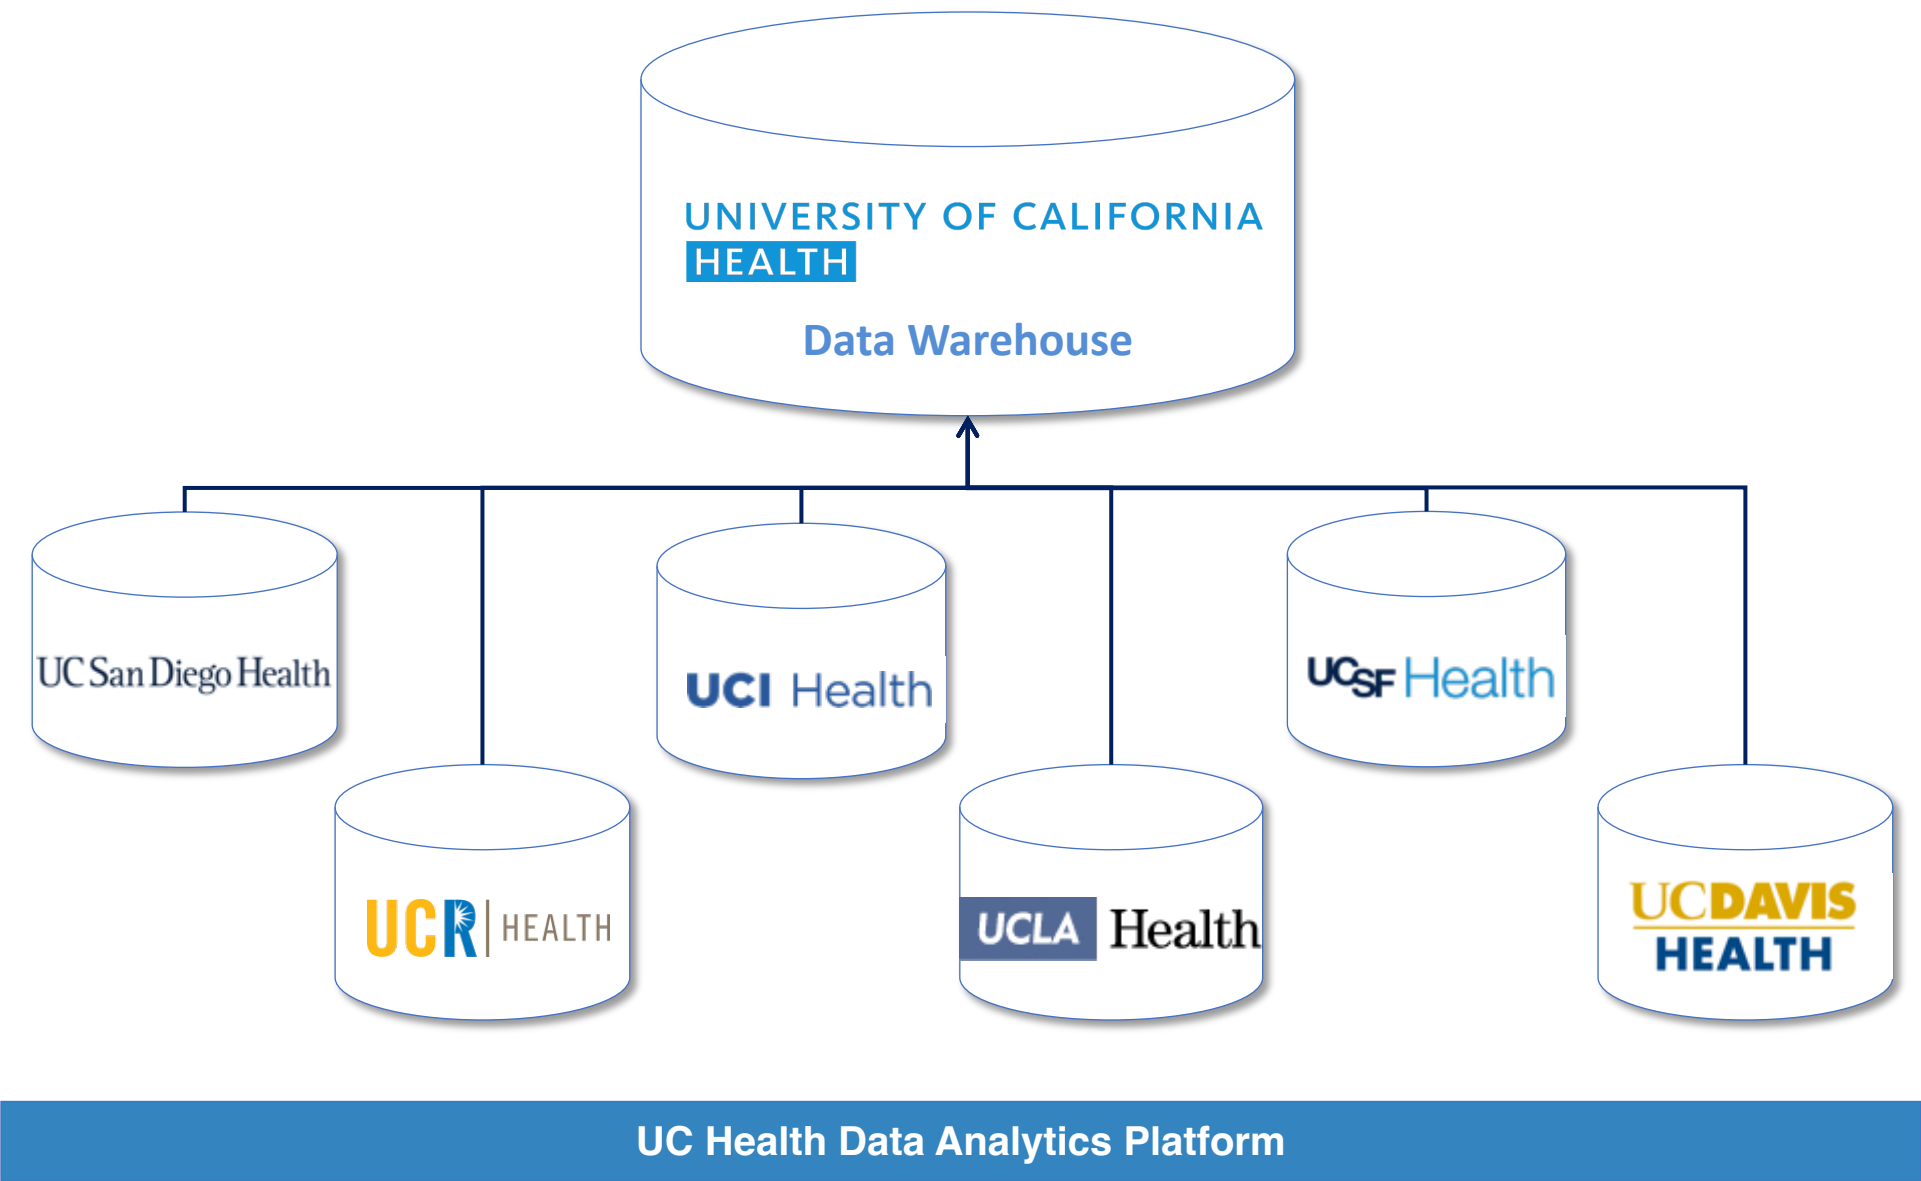 UNIVERSITY OF CALIFORNIA
HEALTH
Data Warehouse
UC San Diego Health
UCI Health
UCSF Health
UCR HEALTH
UCLA Health
UCDAVIS
HEALTH
UC Health Data Analytics Platform